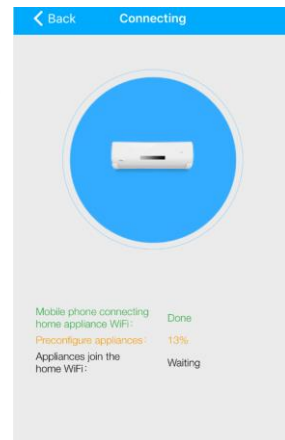 Back Connecting
Mobile phone connecting
home appliance WiFi: Done
Preconfigure appliances: 13%
Appliances join the
home WiFi: Waiting